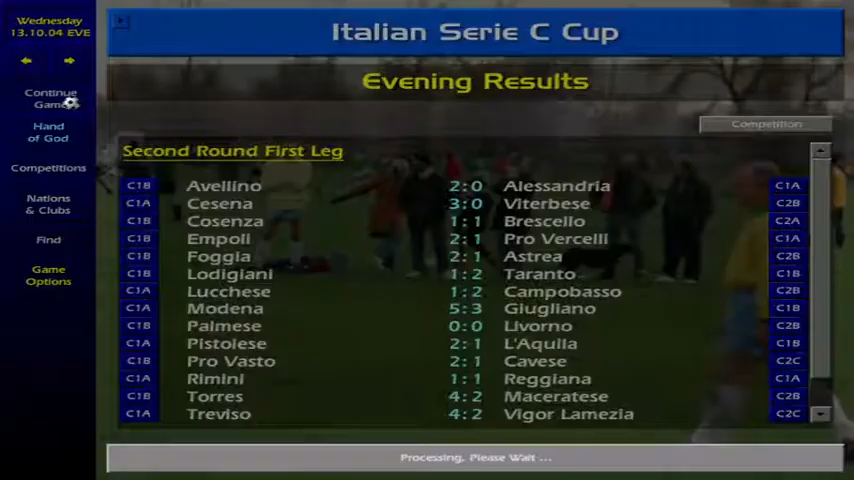 Wednesday
13.10.04 EVE
Continue
Game
Hand
of God
Competitions
Nations
& Clubs
Find
Game
Options
Italian Serie C Cup
Evening Results
Competition
Second Round First Leg
C1B Avellino 2:0 Alessandria C1A
C1A Cesena 3:0 Viterbese C2B
C1B Cosenza 1:1 Brescello C2A
C1B Empoli 2:1 Pro Vercelli C1A
C1B Foggia 2:1 Astrea C2B
C1B Lodigiani 1:2 Taranto C1B
C1A Lucchese 1:2 Campobasso C2B
C1A Modena 5:3 Giugliano C2B
C1B Palmese 0:0 Livorno C2B
C1A Pistoiese 2:1 L'Aquila C1B
C1B Pro Vasto 2:1 Cavese C2C
C1A Rimini 1:1 Reggiana C1A
C1B Torres 4:2 Maceratese C2B
C1A Treviso 4:2 Vigor Lamezia C2C
Processing, Please Wait ...